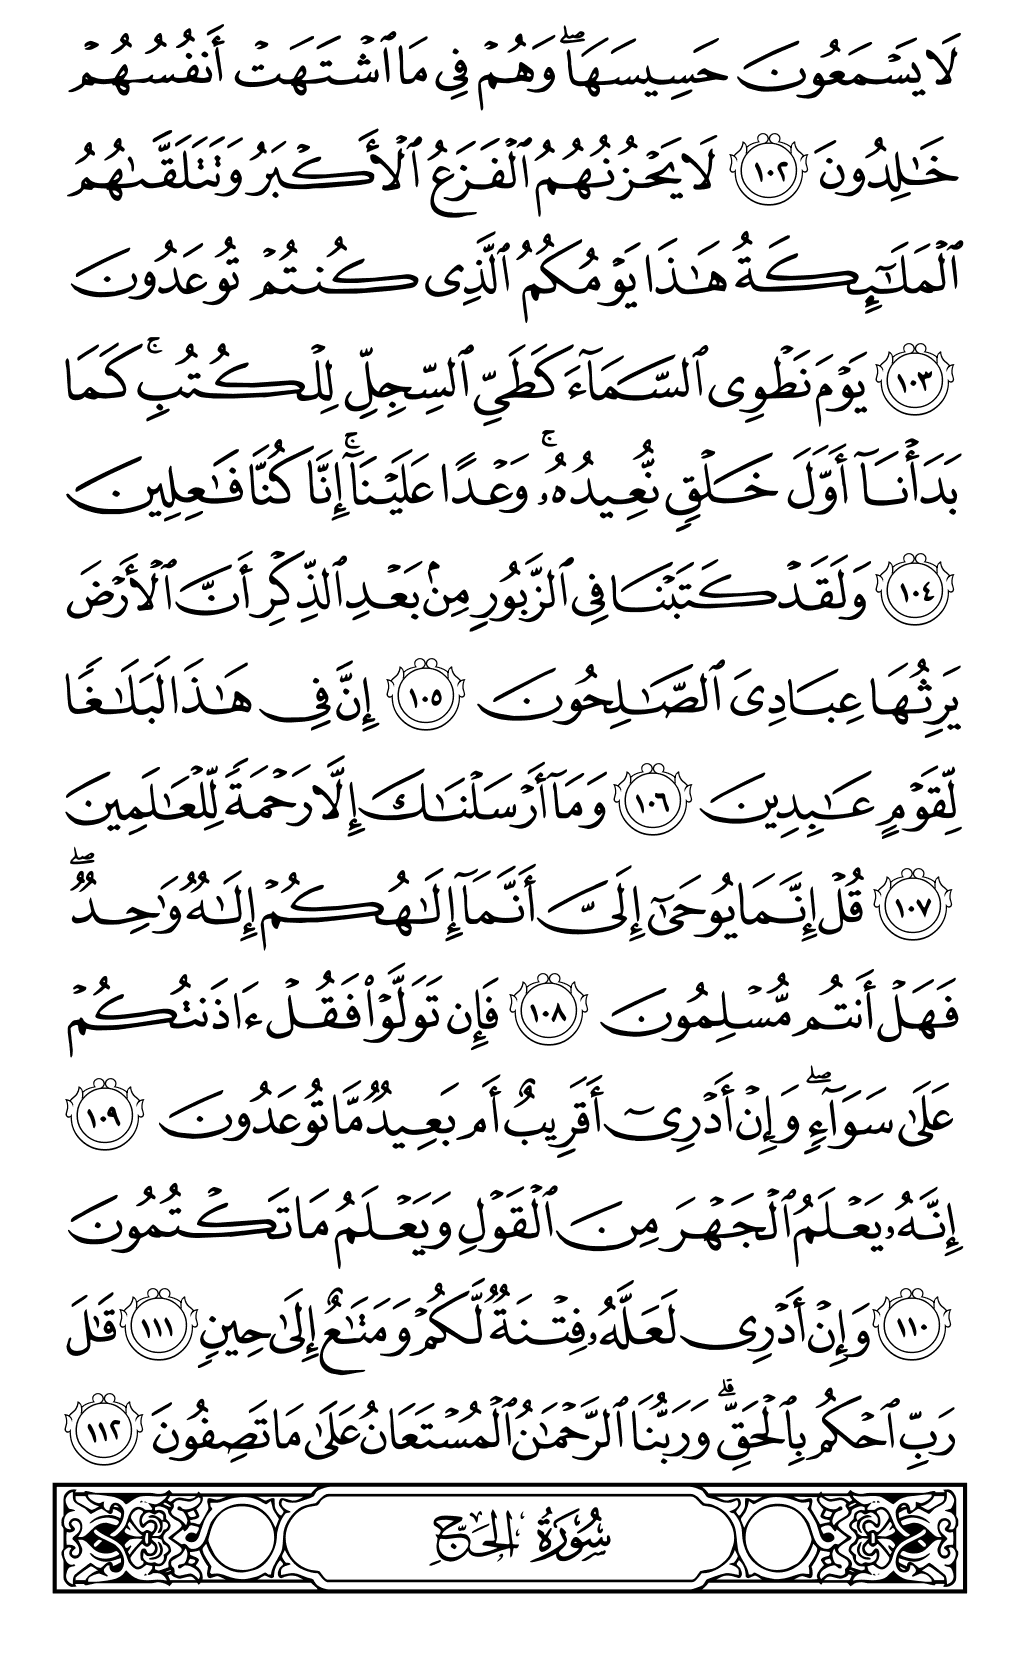 لَا يَسْمَعُونَ حَسِيسَهَا ۖ وَهُمْ فِي مَا ٱشْتَهَتْ أَنفُسُهُمْ
خَٰلِدُونَ ١٠٢ لَا يَحْزُنُهُمُ ٱلْفَزَعُ ٱلْأَكْبَرُ وَتَتَلَقَّىٰهُمُ
ٱلْمَلَٰٓئِكَةُ هَٰذَا يَوْمُكُمُ ٱلَّذِى كُنتُمْ تُوعَدُونَ
١٠٣ يَوْمَ نَطْوِى ٱلسَّمَآءَ كَطَىِّ ٱلسِّجِلِّ لِلْكُتُبِ ۚ كَمَا
بَدَأْنَآ أَوَّلَ خَلْقٍ نُّعِيدُهُۥ ۚ وَعْدًا عَلَيْنَآ ۚ إِنَّا كُنَّا فَٰعِلِينَ
١٠٤ وَلَقَدْ كَتَبْنَا فِى ٱلزَّبُورِ مِنۢ بَعْدِ ٱلذِّكْرِ أَنَّ ٱلْأَرْضَ
يَرِثُهَا عِبَادِىَ ٱلصَّٰلِحُونَ ١٠٥ إِنَّ فِى هَٰذَا لَبَلَٰغًا
لِّقَوْمٍ عَٰبِدِينَ ١٠٦ وَمَآ أَرْسَلْنَٰكَ إِلَّا رَحْمَةً لِّلْعَٰلَمِينَ
١٠٧ قُلْ إِنَّمَا يُوحَىٰٓ إِلَىَّ أَنَّمَآ إِلَٰهُكُمْ إِلَٰهٌ وَٰحِدٌ ۖ
فَهَلْ أَنتُم مُّسْلِمُونَ ١٠٨ فَإِن تَوَلَّوْا۟ فَقُلْ ءَاذَنتُكُمْ
عَلَىٰ سَوَآءٍ ۖ وَإِنْ أَدْرِىٓ أَقَرِيبٌ أَم بَعِيدٌ مَّا تُوعَدُونَ ١٠٩
إِنَّهُۥ يَعْلَمُ ٱلْجَهْرَ مِنَ ٱلْقَوْلِ وَيَعْلَمُ مَا تَكْتُمُونَ
١١٠ وَإِنْ أَدْرِى لَعَلَّهُۥ فِتْنَةٌ لَّكُمْ وَمَتَٰعٌ إِلَىٰ حِينٍ ١١١ قَٰلَ
رَبِّ ٱحْكُم بِٱلْحَقِّ ۗ وَرَبُّنَا ٱلرَّحْمَٰنُ ٱلْمُسْتَعَانُ عَلَىٰ مَا تَصِفُونَ ١١٢
سُورَةُ الحَجِّ